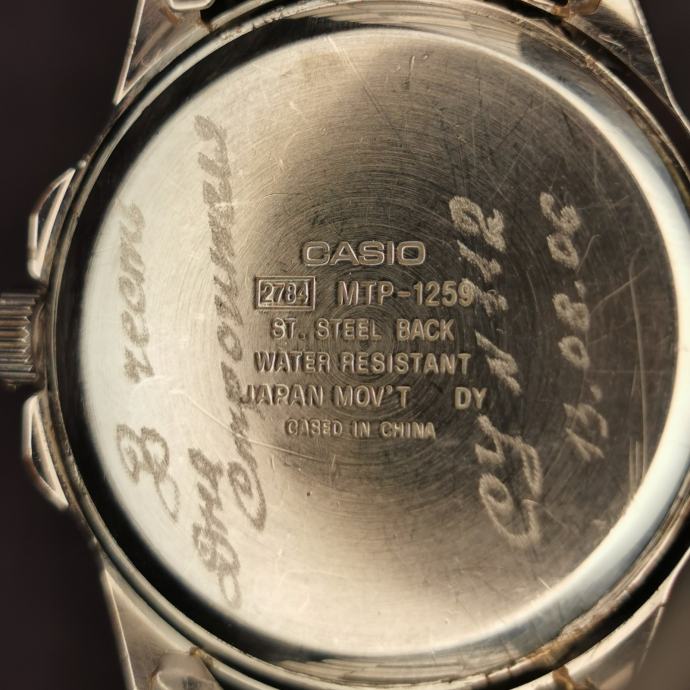 CASIO
2784 MTP-1259
ST. STEEL BACK
WATER RESISTANT
JAPAN MOV'T DY
CASED IN CHINA
В честь
Дня Строителя
СУ N
13.08.06